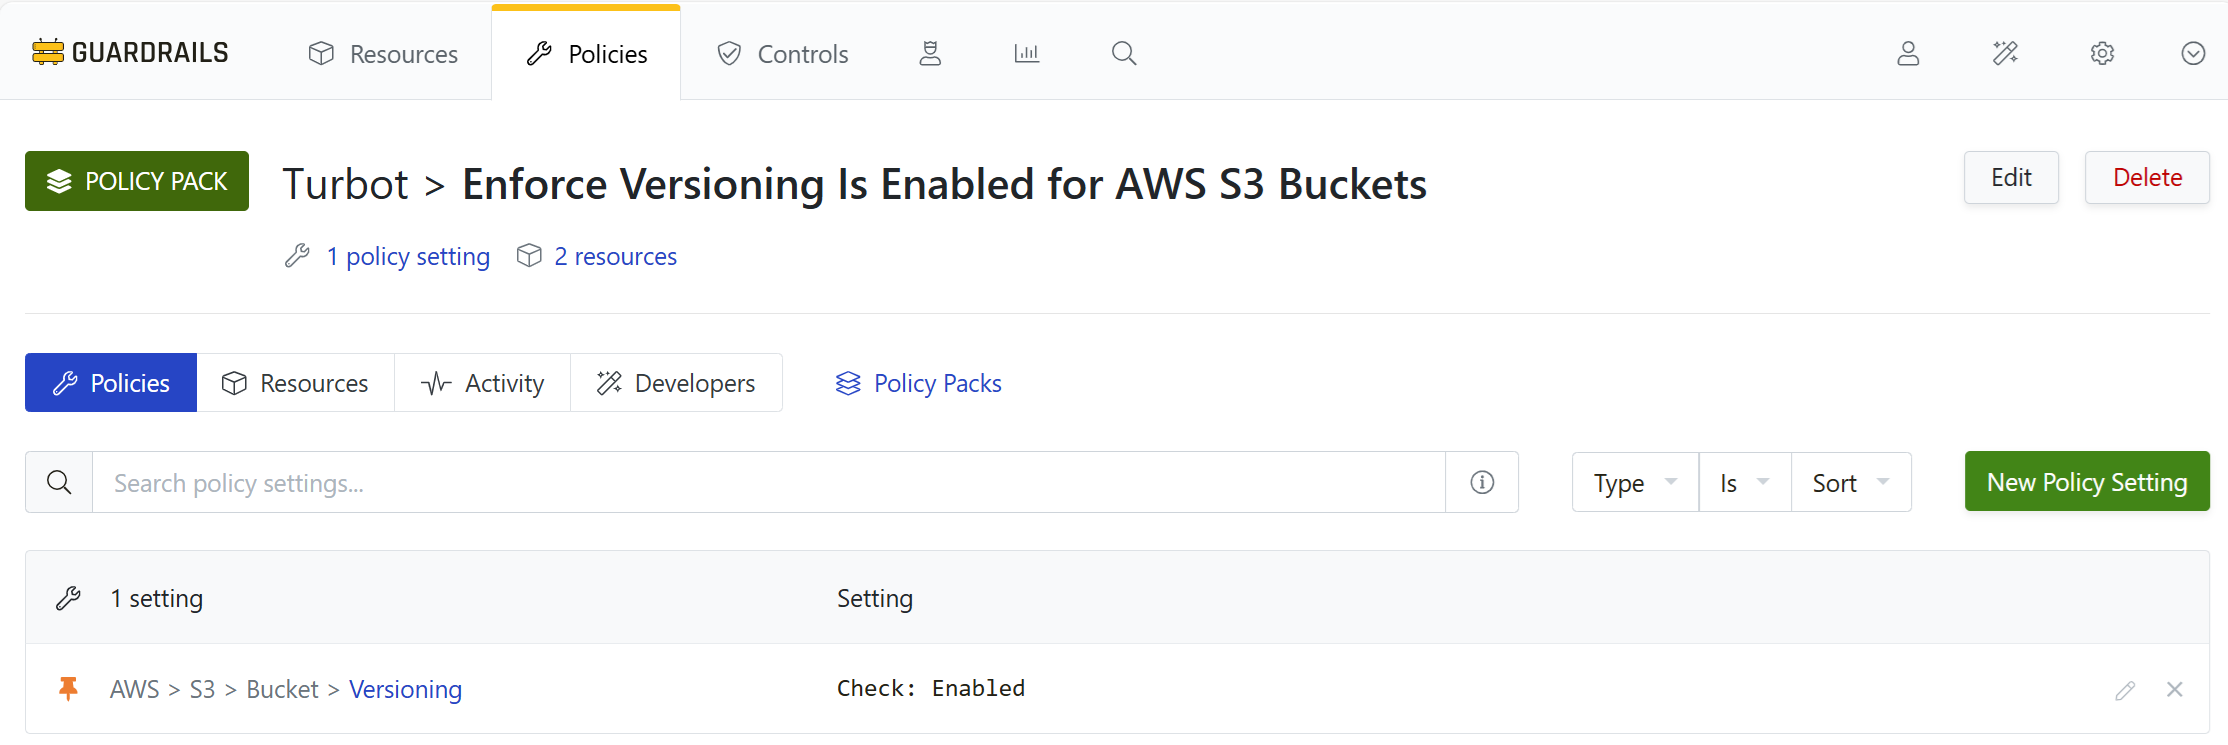 GUARDRAILS Resources Policies Controls
POLICY PACK Turbot > Enforce Versioning Is Enabled for AWS S3 Buckets Edit Delete
1 policy setting 2 resources
Policies Resources Activity Developers Policy Packs
Search policy settings... Type Is Sort New Policy Setting
1 setting Setting
AWS > S3 > Bucket > Versioning Check: Enabled